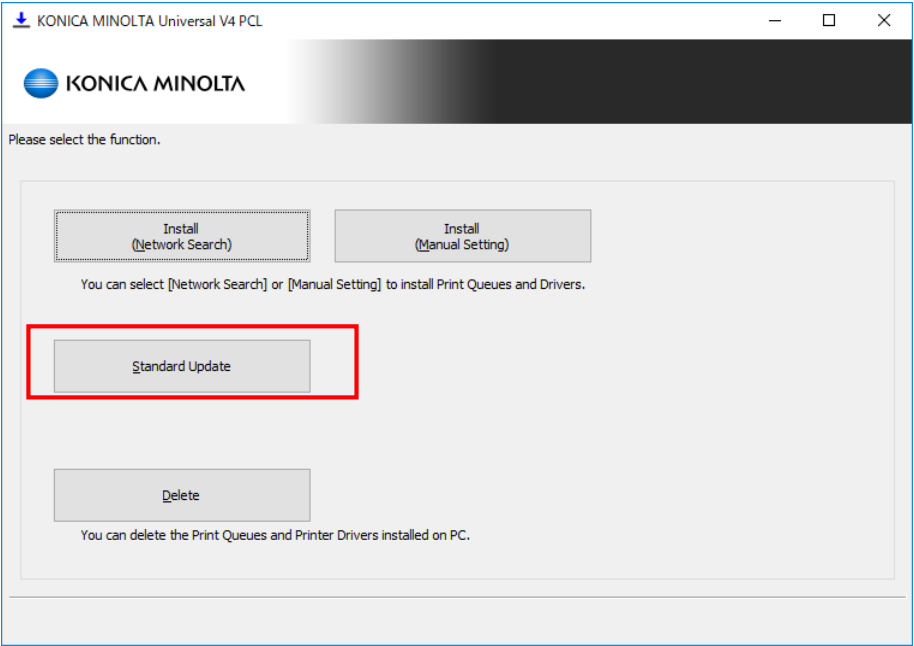 KONICA MINOLTA Universal V4 PCL
KONICA MINOLTA
Please select the function.
Install
(Network Search)
Install
(Manual Setting)
You can select [Network Search] or [Manual Setting] to install Print Queues and Drivers.
Standard Update
Delete
You can delete the Print Queues and Printer Drivers installed on PC.